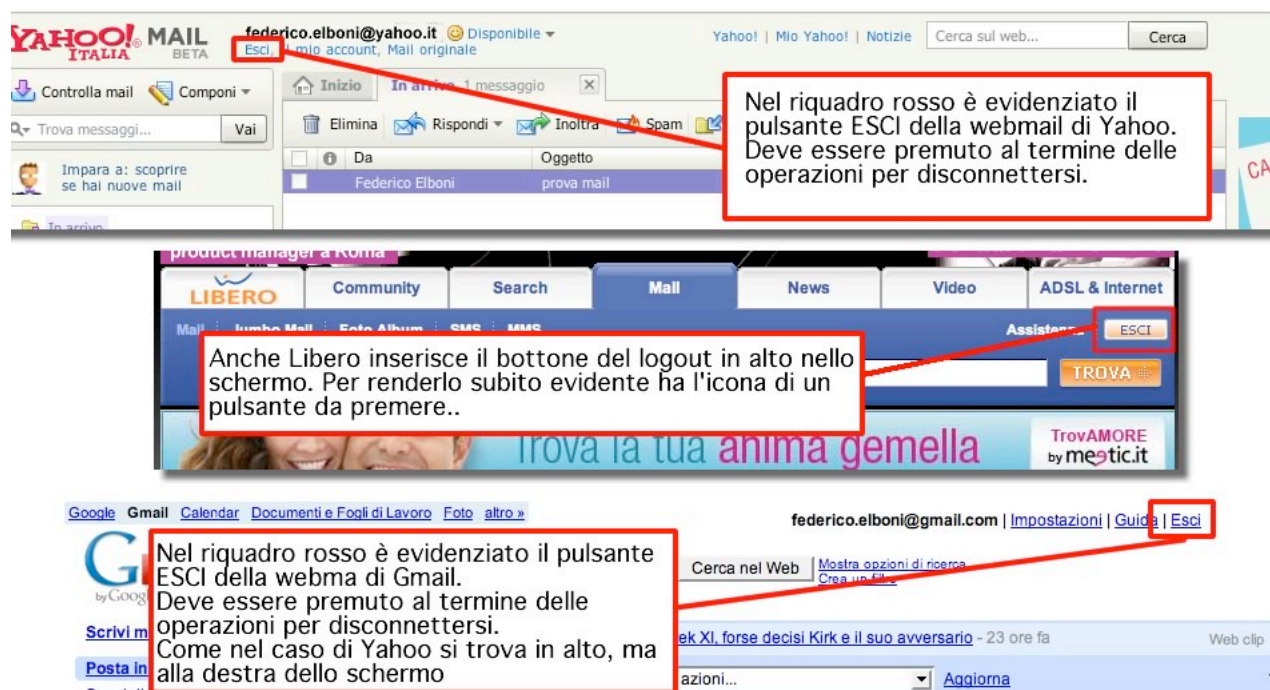 YAHOO! MAIL
ITALIA BETA
federico.elboni@yahoo.it Disponibile
Esci, Il mio account, Mail originale
Yahoo! | Mio Yahoo! | Notizie Cerca sul web... Cerca
Controlla mail Componi
Inizio In arrivo 1 messaggio
Trova messaggi... Vai
Elimina Rispondi Inoltra Spam
Da Oggetto
Impara a: scoprire
se hai nuove mail
Federico Elboni prova mail
In arrivo
Nel riquadro rosso è evidenziato il
pulsante ESCI della webmail di Yahoo.
Deve essere premuto al termine delle
operazioni per disconnettersi.
CA
product manager a Roma
LIBERO Community Search Mail News Video ADSL & Internet
Mail Jumbo Mail Foto Album SMS MMS Assistenza ESCI
TROVA
Anche Libero inserisce il bottone del logout in alto nello
schermo. Per renderlo subito evidente ha l'icona di un
pulsante da premere..
Trova la tua anima gemella
TrovAMORE
by meetic.it
Google Gmail Calendar Documenti e Fogli di Lavoro Foto altro »
federico.elboni@gmail.com | Impostazioni | Guida | Esci
by Google
Cerca nel Web Mostra opzioni di ricerca
Crea un filtro
Nel riquadro rosso è evidenziato il pulsante
ESCI della webma di Gmail.
Deve essere premuto al termine delle
operazioni per disconnettersi.
Come nel caso di Yahoo si trova in alto, ma
alla destra dello schermo
Scrivi m
ek XI, forse decisi Kirk e il suo avversario - 23 ore fa Web clip
Posta in
azioni... Aggiorna